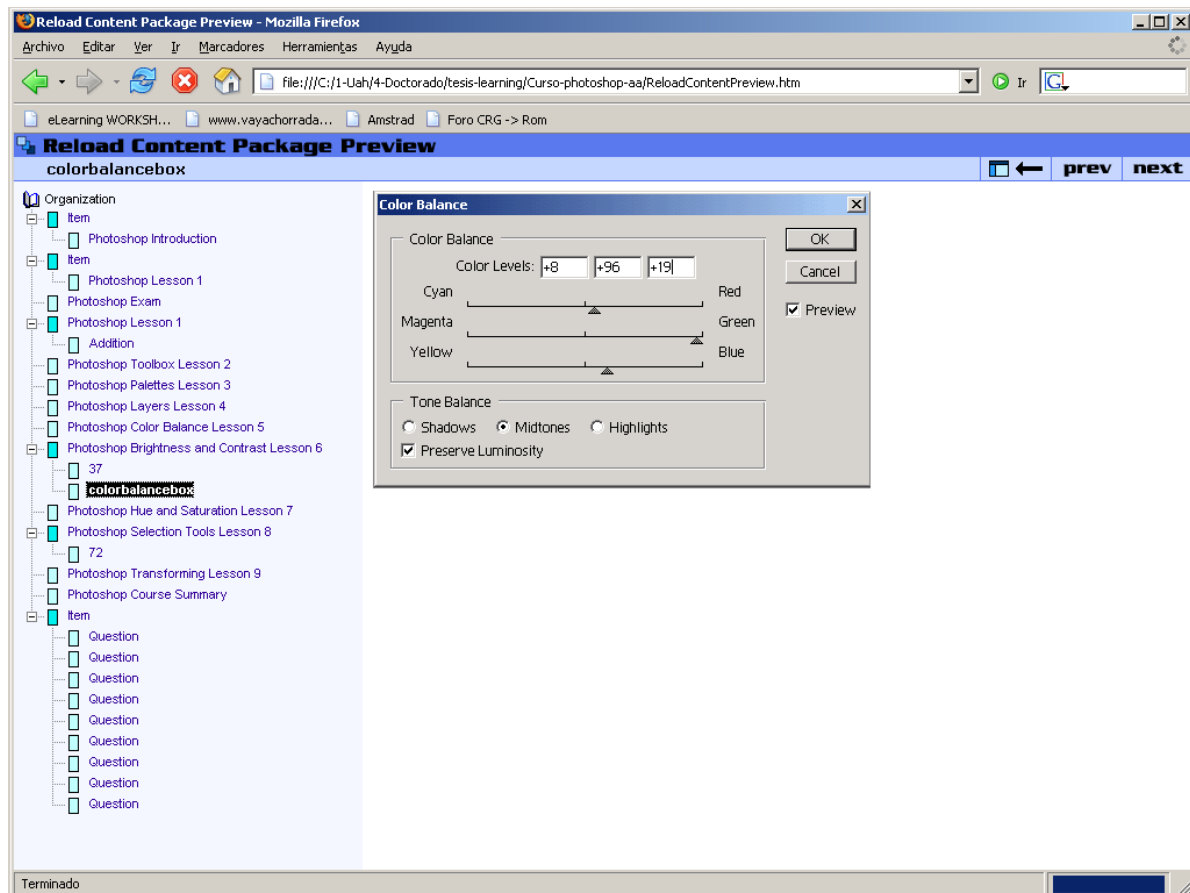 Reload Content Package Preview - Mozilla Firefox
Archivo Editar Ver Ir Marcadores Herramientas Ayuda
file:///C:/1-Uah/4-Doctorado/tesis-learning/Curso-photoshop-aa/ReloadContentPreview.htm Ir G
eLearning WORKSH... www.vayachorrada... Amstrad Foro CRG -> Rom
Reload Content Package Preview
colorbalancebox prev next
Organization
Item
Photoshop Introduction
Item
Photoshop Lesson 1
Photoshop Exam
Photoshop Lesson 1
Addition
Photoshop Toolbox Lesson 2
Photoshop Palettes Lesson 3
Photoshop Layers Lesson 4
Photoshop Color Balance Lesson 5
Photoshop Brightness and Contrast Lesson 6
37
colorbalancebox
Photoshop Hue and Saturation Lesson 7
Photoshop Selection Tools Lesson 8
72
Photoshop Transforming Lesson 9
Photoshop Course Summary
Item
Question
Question
Question
Question
Question
Question
Question
Question
Question
Color Balance
Color Balance
Color Levels: +8 +96 +19
Cyan Red
Magenta Green
Yellow Blue
OK
Cancel
Preview
Tone Balance
Shadows Midtones Highlights
Preserve Luminosity
Terminado